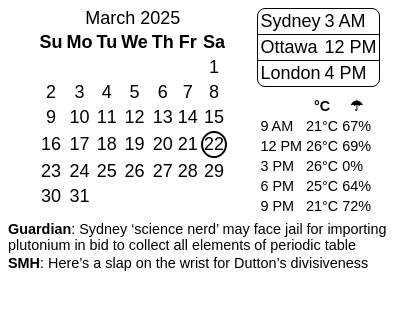 March 2025
Su Mo Tu We Th Fr Sa
1
2 3 4 5 6 7 8
9 10 11 12 13 14 15
16 17 18 19 20 21 22
23 24 25 26 27 28 29
30 31
Sydney 3 AM
Ottawa 12 PM
London 4 PM
°C ☂
9 AM 21°C 67%
12 PM 26°C 69%
3 PM 26°C 0%
6 PM 25°C 64%
9 PM 21°C 72%
Guardian: Sydney ‘science nerd’ may face jail for importing
plutonium in bid to collect all elements of periodic table
SMH: Here’s a slap on the wrist for Dutton’s divisiveness